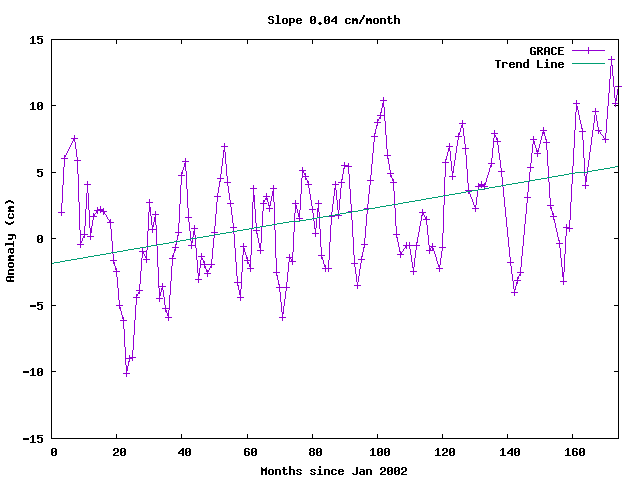 Slope 0.04 cm/month
GRACE
Trend Line
15
10
5
0
-5
-10
-15
Anomaly (cm)
0 20 40 60 80 100 120 140 160
Months since Jan 2002